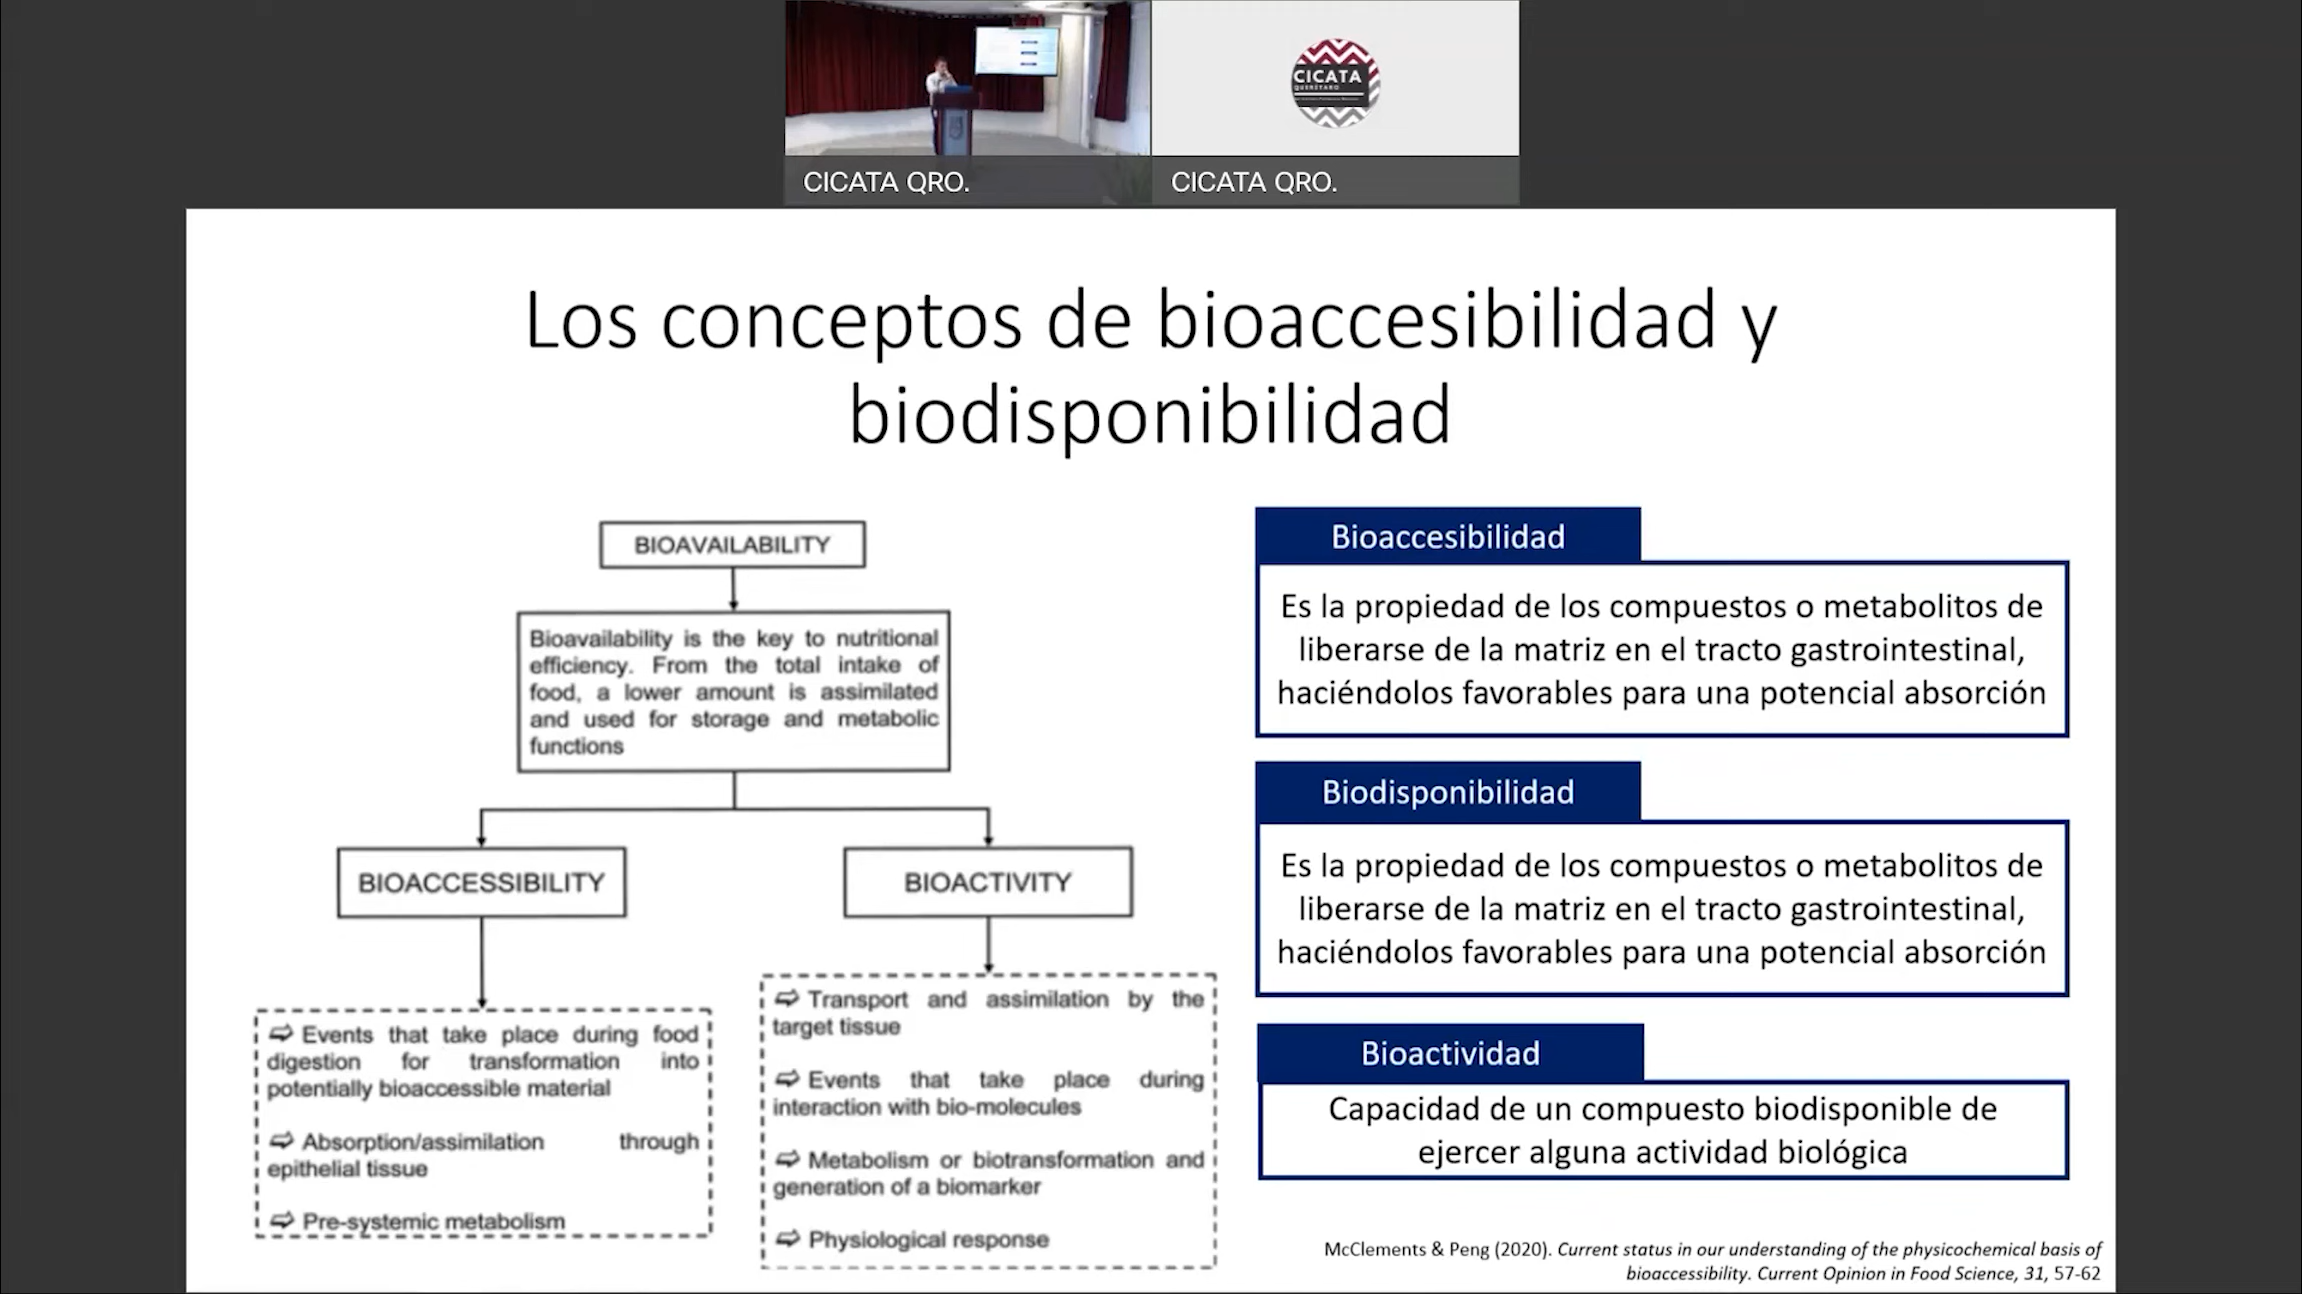 CICATA
QUERÉTARO
CICATA QRO.
CICATA QRO.
Los conceptos de bioaccesibilidad y
biodisponibilidad
BIOAVAILABILITY
Bioavailability is the key to nutritional
efficiency. From the total intake of
food, a lower amount is assimilated
and used for storage and metabolic
functions
BIOACCESSIBILITY
➯ Events that take place during food
digestion for transformation into
potentially bioaccessible material
➯ Absorption/assimilation through
epithelial tissue
➯ Pre-systemic metabolism
BIOACTIVITY
➯ Transport and assimilation by the
target tissue
➯ Events that take place during
interaction with bio-molecules
➯ Metabolism or biotransformation and
generation of a biomarker
➯ Physiological response
Bioaccesibilidad
Es la propiedad de los compuestos o metabolitos de
liberarse de la matriz en el tracto gastrointestinal,
haciéndolos favorables para una potencial absorción
Biodisponibilidad
Es la propiedad de los compuestos o metabolitos de
liberarse de la matriz en el tracto gastrointestinal,
haciéndolos favorables para una potencial absorción
Bioactividad
Capacidad de un compuesto biodisponible de
ejercer alguna actividad biológica
McClements & Peng (2020). Current status in our understanding of the physicochemical basis of
bioaccessibility. Current Opinion in Food Science, 31, 57-62